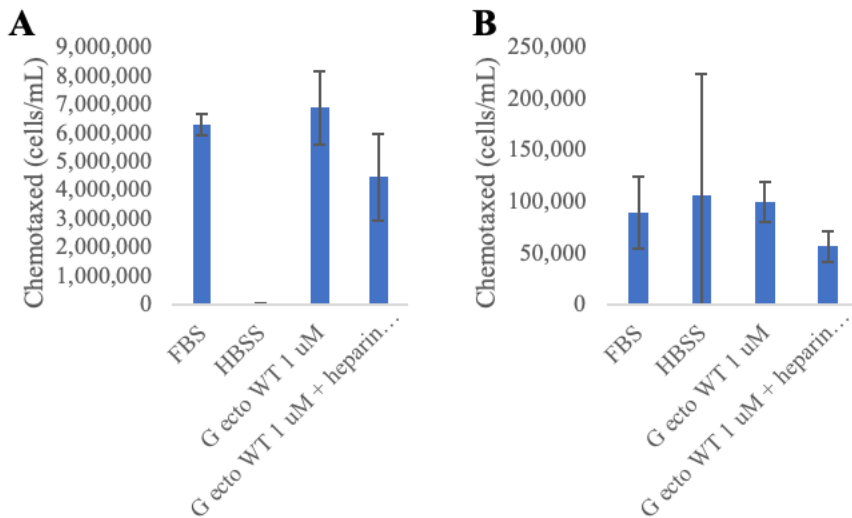 A
Chemotaxed (cells/mL)
9,000,000
8,000,000
7,000,000
6,000,000
5,000,000
4,000,000
3,000,000
2,000,000
1,000,000
0
FBS
HBSS
G ecto WT 1 uM
G ecto WT 1 uM + heparin…
B
Chemotaxed (cells/mL)
250,000
200,000
150,000
100,000
50,000
0
FBS
HBSS
G ecto WT 1 uM
G ecto WT 1 uM + heparin…